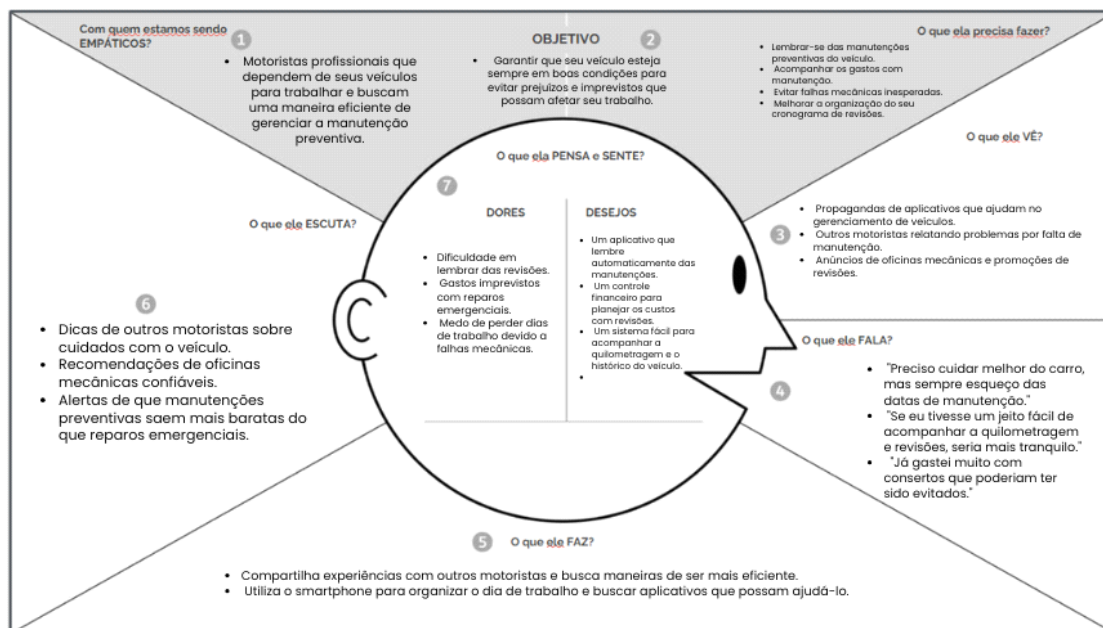 Com quem estamos sendo
EMPÁTICOS?
1
• Motoristas profissionais que
dependem de seus veículos
para trabalhar e buscam
uma maneira eficiente de
gerenciar a manutenção
preventiva.
OBJETIVO
2
• Garantir que seu veículo esteja
sempre em boas condições para
evitar prejuízos e imprevistos que
possam afetar seu trabalho.
O que ela precisa fazer?
• Lembrar-se das manutenções
preventivas do veículo.
• Acompanhar os gastos com
manutenção.
• Evitar falhas mecânicas inesperadas.
• Melhorar a organização do seu
cronograma de revisões.
O que ele VÊ?
3
• Propagandas de aplicativos que ajudam no
gerenciamento de veículos.
• Outros motoristas relatando problemas por falta de
manutenção.
• Anúncios de oficinas mecânicas e promoções de
revisões.
O que ele FALA?
4
• "Preciso cuidar melhor do carro,
mas sempre esqueço das
datas de manutenção."
• "Se eu tivesse um jeito fácil de
acompanhar a quilometragem
e revisões, seria mais tranquilo."
• "Já gastei muito com
consertos que poderiam ter
sido evitados."
5
O que ele FAZ?
• Compartilha experiências com outros motoristas e busca maneiras de ser mais eficiente.
• Utiliza o smartphone para organizar o dia de trabalho e buscar aplicativos que possam ajudá-lo.
O que ele ESCUTA?
6
• Dicas de outros motoristas sobre
cuidados com o veículo.
• Recomendações de oficinas
mecânicas confiáveis.
• Alertas de que manutenções
preventivas saem mais baratas do
que reparos emergenciais.
O que ela PENSA e SENTE?
7
DORES
• Dificuldade em
lembrar das revisões.
• Gastos imprevistos
com reparos
emergenciais.
• Medo de perder dias
de trabalho devido a
falhas mecânicas.
DESEJOS
• Um aplicativo que
lembre
automaticamente das
manutenções.
• Um controle
financeiro para
planejar os custos
com revisões.
• Um sistema fácil para
acompanhar a
quilometragem e o
histórico do veículo.
•